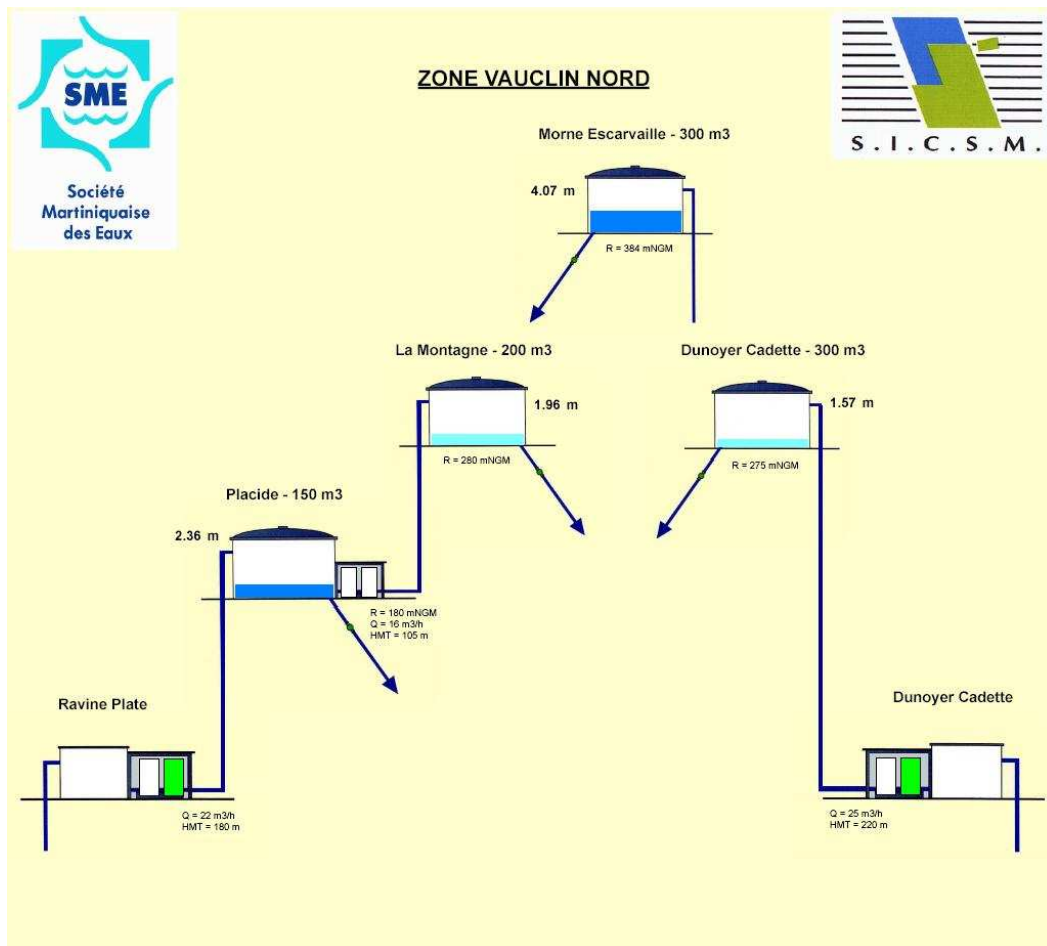 SME
Société
Martiniquaise
des Eaux
ZONE VAUCLIN NORD
S. I. C. S. M.
Morne Escarvaille - 300 m3
4.07 m
R = 384 mNGM
La Montagne - 200 m3
1.96 m
R = 280 mNGM
Dunoyer Cadette - 300 m3
1.57 m
R = 275 mNGM
Placide - 150 m3
2.36 m
R = 180 mNGM
Q = 16 m3/h
HMT = 105 m
Ravine Plate
Q = 22 m3/h
HMT = 180 m
Dunoyer Cadette
Q = 25 m3/h
HMT = 220 m